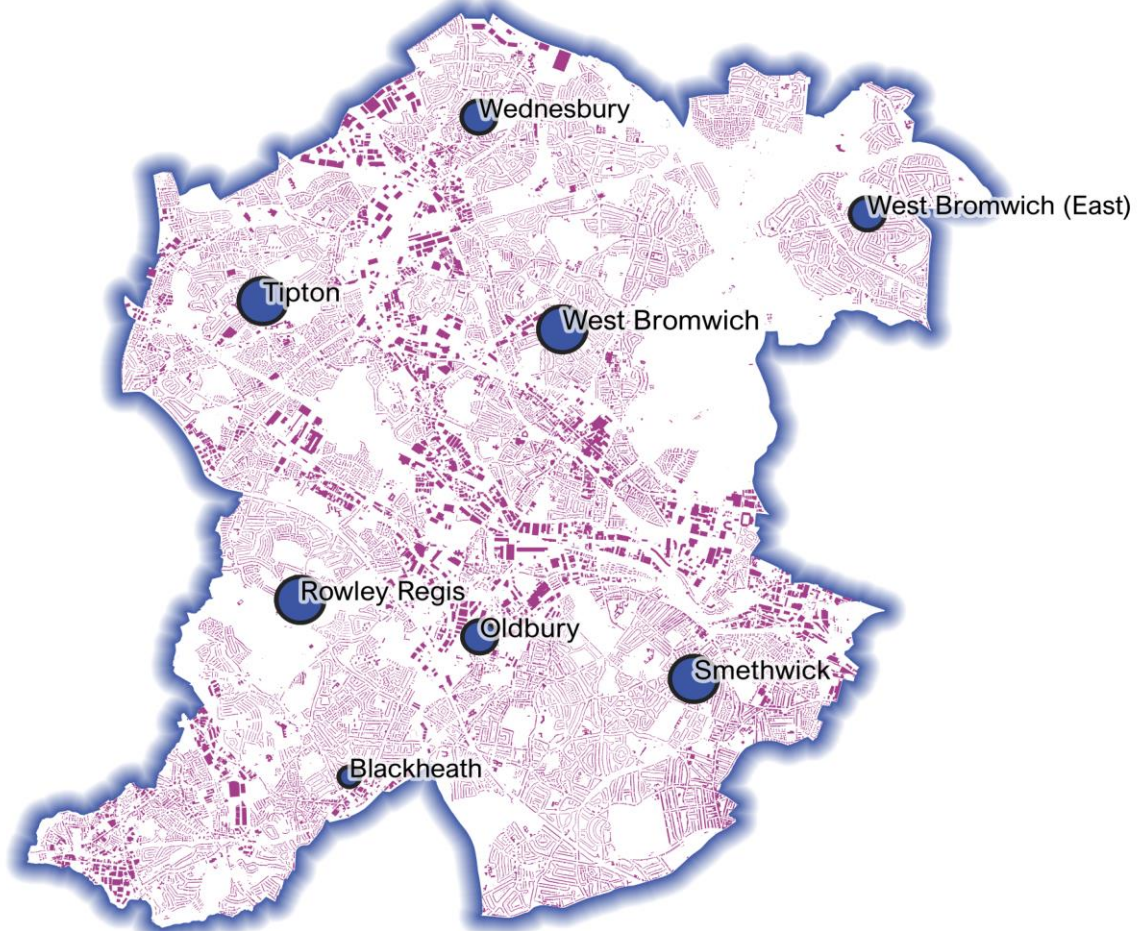 Wednesbury
West Bromwich (East)
Tipton
West Bromwich
Rowley Regis
Oldbury
Smethwick
Blackheath